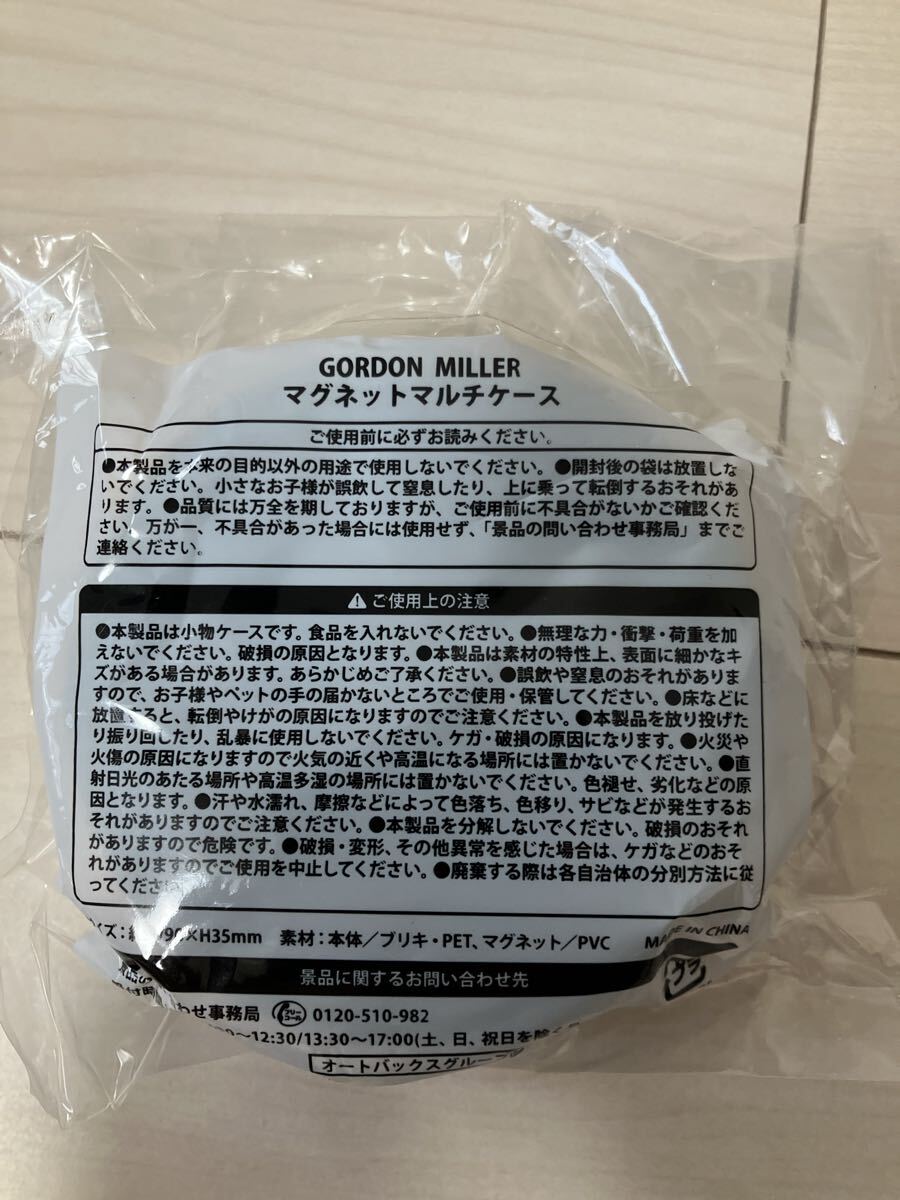 GORDON MILLER
マグネットマルチケース
ご使用前に必ずお読みください。
●本製品を本来の目的以外の用途で使用しないでください。●開封後の袋は放置しな
いでください。小さなお子様が誤飲して窒息したり、上に乗って転倒するおそれがあ
ります。●品質には万全を期しておりますが、ご使用前に不具合がないかご確認くだ
さい。万が一、不具合があった場合には使用せず、「景品の問い合わせ事務局」までご
連絡ください。
⚠ご使用上の注意
●本製品は小物ケースです。食品を入れないでください。●無理な力・衝撃・荷重を加
えないでください。破損の原因となります。●本製品は素材の特性上、表面に細かなキ
ズがある場合があります。あらかじめご了承ください。●誤飲や窒息のおそれがありま
すので、お子様やペットの手の届かないところでご使用・保管してください。●床などに
放置すると、転倒やけがの原因になりますのでご注意ください。●本製品を放り投げた
り振り回したり、乱暴に使用しないでください。ケガ・破損の原因になります。●火災や
火傷の原因になりますので火気の近くや高温になる場所には置かないでください。●直
射日光のあたる場所や高温多湿の場所には置かないでください。色褪せ、劣化などの原
因となります。●汗や水濡れ、摩擦などによって色落ち、色移り、サビなどが発生するお
それがありますのでご注意ください。●本製品を分解しないでください。破損のおそれ
がありますので危険です。●破損・変形、その他異常を感じた場合は、ケガなどのおそ
れがありますのでご使用を中止してください。●廃棄する際は各自治体の分別方法に従
ってください
イズ:約 90×H35mm 素材:本体／ブリキ・PET、マグネット／PVC MADE IN CHINA
景品に関するお問い合わせ先
プラ
わせ事務局 フリーコール 0120-510-982
～12:30/13:30～17:00(土、日、祝日を除く
オートバックスグループ